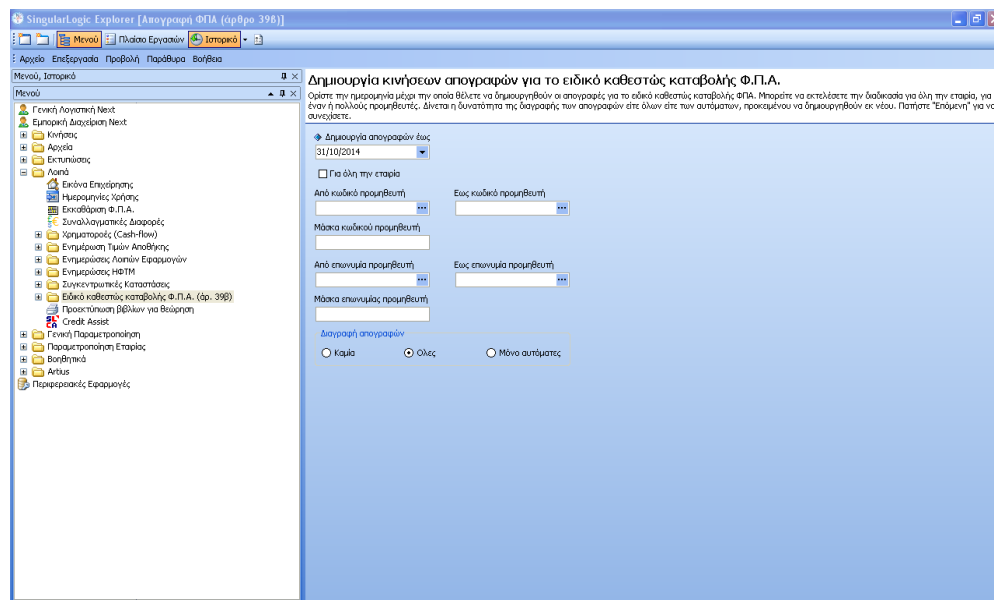 SingularLogic Explorer [Απογραφή ΦΠΑ (άρθρο 39β)]
Μενού Πλαίσιο Εργασιών Ιστορικό
Αρχείο Επεξεργασία Προβολή Παράθυρα Βοήθεια
Μενού, Ιστορικό
Μενού
Γενική Λογιστική Next
Εμπορική Διαχείριση Next
Κινήσεις
Αρχεία
Εκτυπώσεις
Λοιπά
Εικόνα Επιχείρησης
Ημερομηνίες Χρήσης
Εκκαθάριση Φ.Π.Α.
Συναλλαγματικές Διαφορές
Χρηματοροές (Cash-flow)
Ενημέρωση Τιμών Αποθήκης
Ενημερώσεις Λοιπών Εφαρμογών
Ενημερώσεις ΗΦΤΜ
Συγκεντρωτικές Καταστάσεις
Ειδικό καθεστώς καταβολής Φ.Π.Α. (άρ. 39β)
Προεκτύπωση βιβλίων για θεώρηση
Credit Assist
Γενική Παραμετροποίηση
Παραμετροποίηση Εταιρίας
Βοηθητικά
Artius
Περιφερειακές Εφαρμογές
Δημιουργία κινήσεων απογραφών για το ειδικό καθεστώς καταβολής Φ.Π.Α.
Ορίστε την ημερομηνία μέχρι την οποία θέλετε να δημιουργηθούν οι απογραφές για το ειδικό καθεστώς καταβολής ΦΠΑ. Μπορείτε να εκτελέσετε την διαδικασία για όλη την εταιρία, για
έναν ή πολλούς προμηθευτές. Δίνεται η δυνατότητα της διαγραφής των απογραφών είτε όλων είτε των αυτόματων, προκειμένου να δημιουργηθούν εκ νέου. Πατήστε "Επόμενη" για να
συνεχίσετε.
Δημιουργία απογραφών έως
31/10/2014
Για όλη την εταιρία
Από κωδικό προμηθευτή Εως κωδικό προμηθευτή
Μάσκα κωδικού προμηθευτή
Από επωνυμία προμηθευτή Εως επωνυμία προμηθευτή
Μάσκα επωνυμίας προμηθευτή
Διαγραφή απογραφών
Καμία Ολες Μόνο αυτόματες